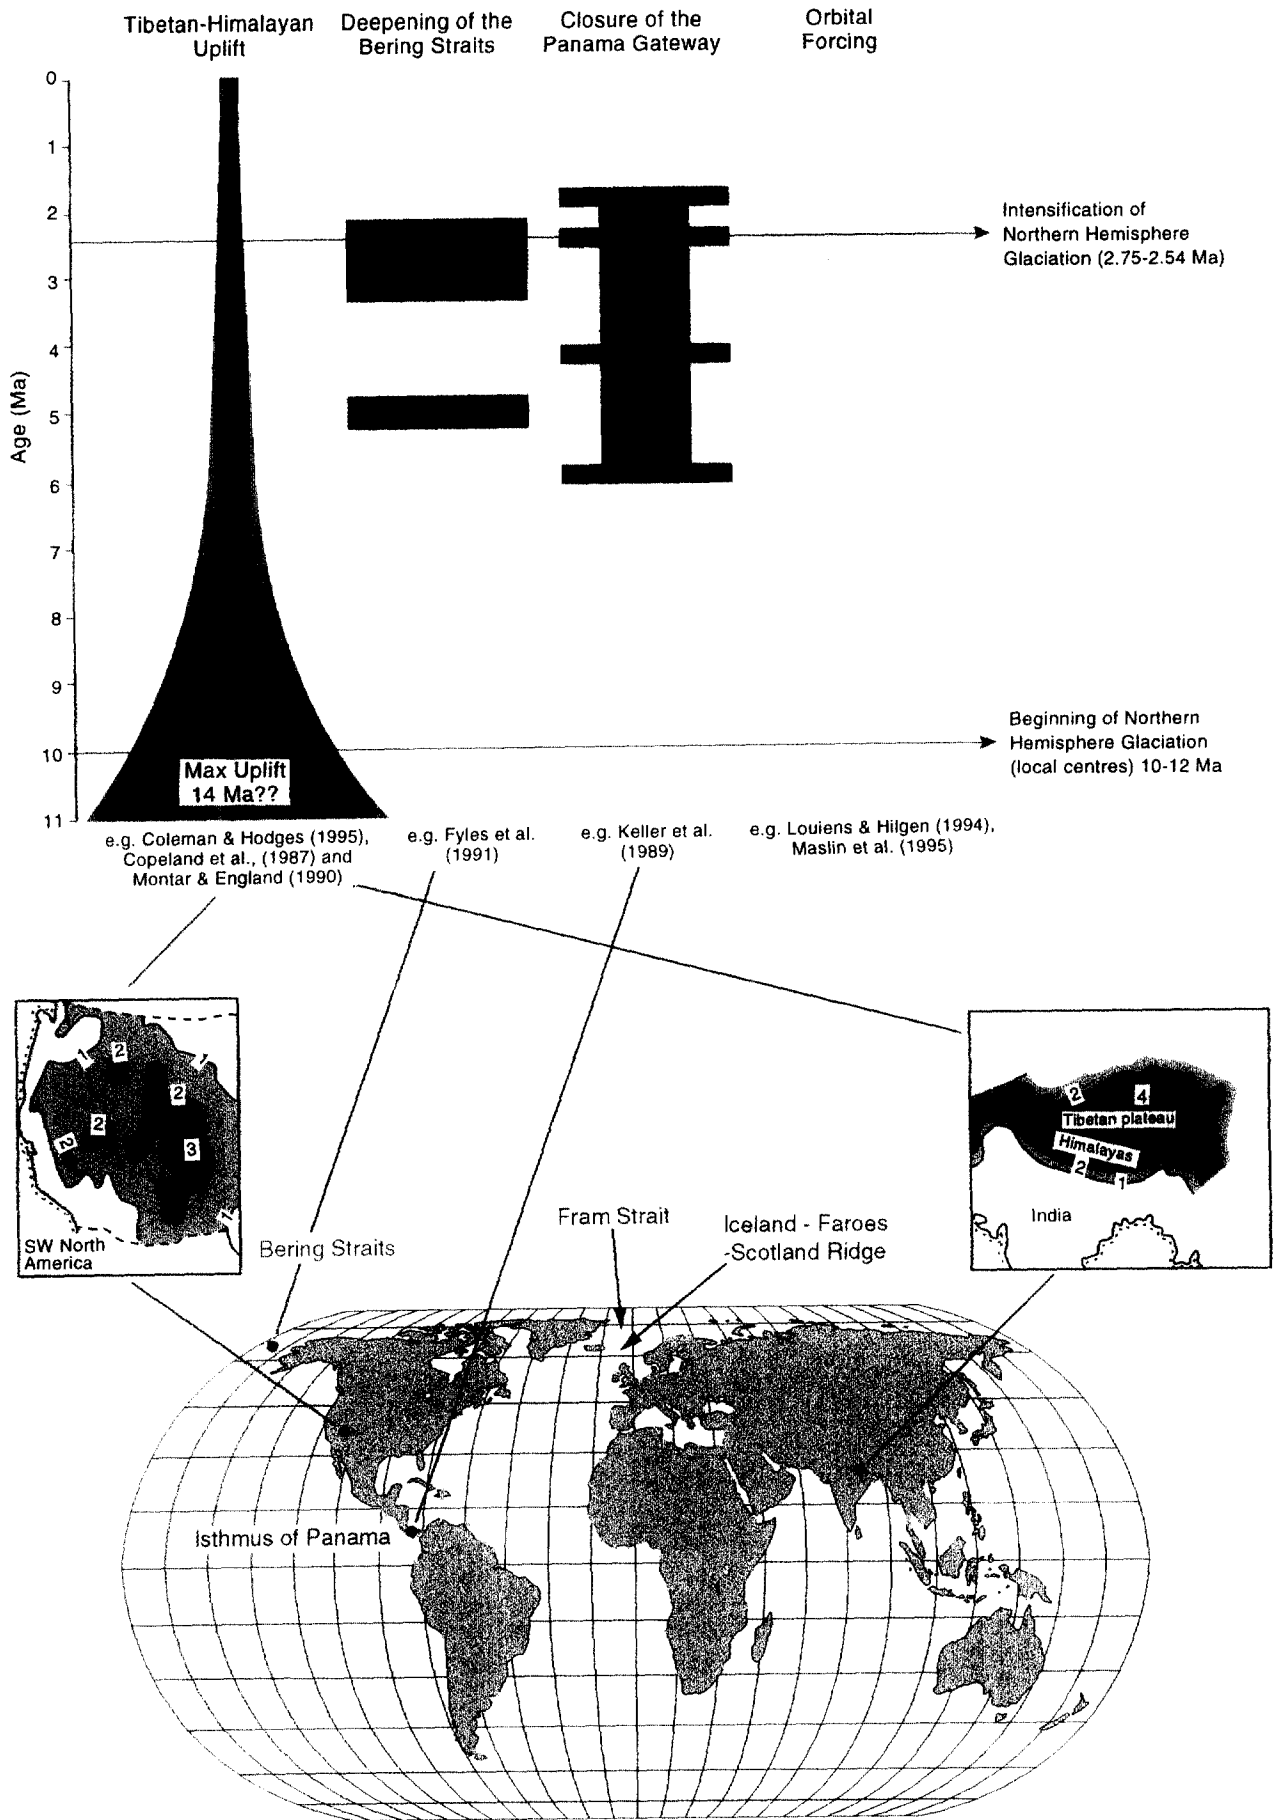 Tibetan-Himalayan
Uplift
Deepening of the
Bering Straits
Closure of the
Panama Gateway
Orbital
Forcing
Age (Ma)
0
1
2
3
4
5
6
7
8
9
10
11
Intensification of
Northern Hemisphere
Glaciation (2.75-2.54 Ma)
Beginning of Northern
Hemisphere Glaciation
(local centres) 10-12 Ma
Max Uplift
14 Ma??
e.g. Coleman & Hodges (1995),
Copeland et al., (1987) and
Montar & England (1990)
e.g. Fyles et al.
(1991)
e.g. Keller et al.
(1989)
e.g. Louiens & Hilgen (1994),
Maslin et al. (1995)
1
2
1
2
2
2
3
1
SW North
America
2
4
Tibetan plateau
Himalayas
2
1
India
Bering Straits
Fram Strait
Iceland - Faroes
-Scotland Ridge
Isthmus of Panama